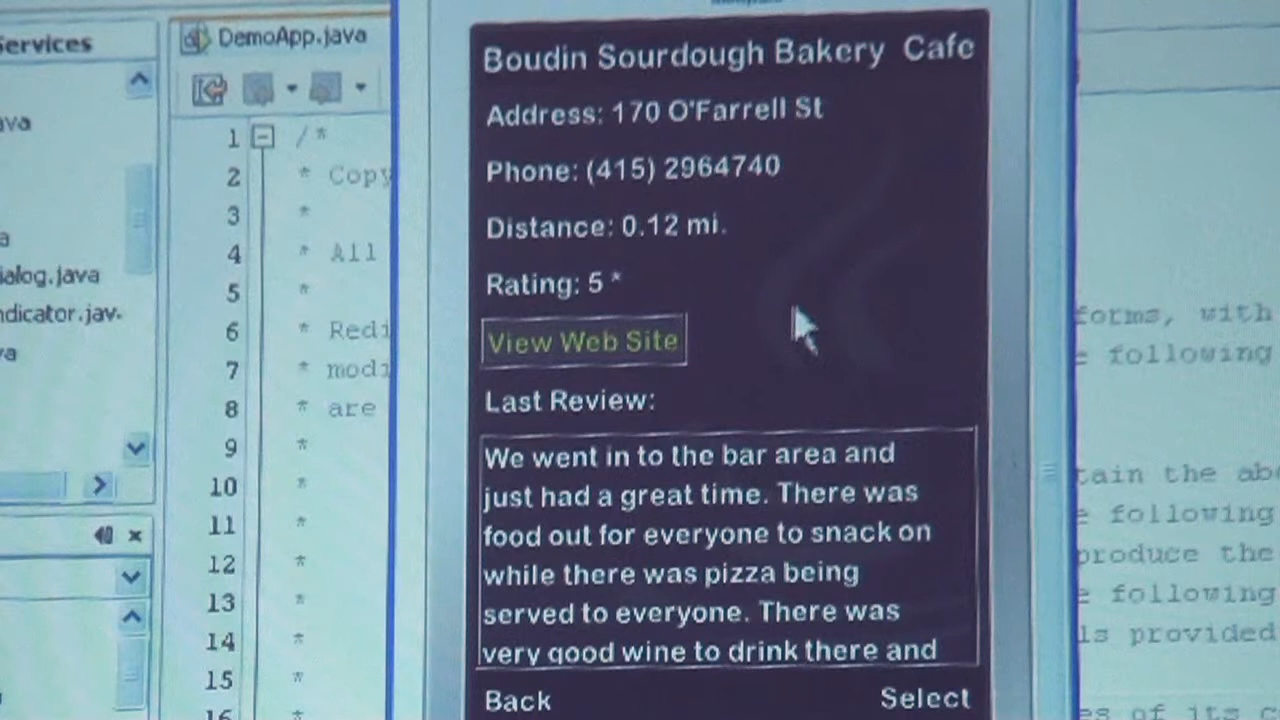 Services
DemoApp.java
ava
a
ialog.java
ndicator.jav.
va
1 /*
2 * Copy
3 *
4 * All
5 *
6 * Redi
7 * modi
8 * are
9 *
10 *
11 *
12 *
13 *
14 *
15 *
16 *
Boudin Sourdough Bakery Cafe
Address: 170 O'Farrell St
Phone: (415) 2964740
Distance: 0.12 mi.
Rating: 5 *
View Web Site
Last Review:
We went in to the bar area and
just had a great time. There was
food out for everyone to snack on
while there was pizza being
served to everyone. There was
very good wine to drink there and
Back Select
forms, with
e following
tain the abo
e following
produce the
e following
ls provided
es of its c